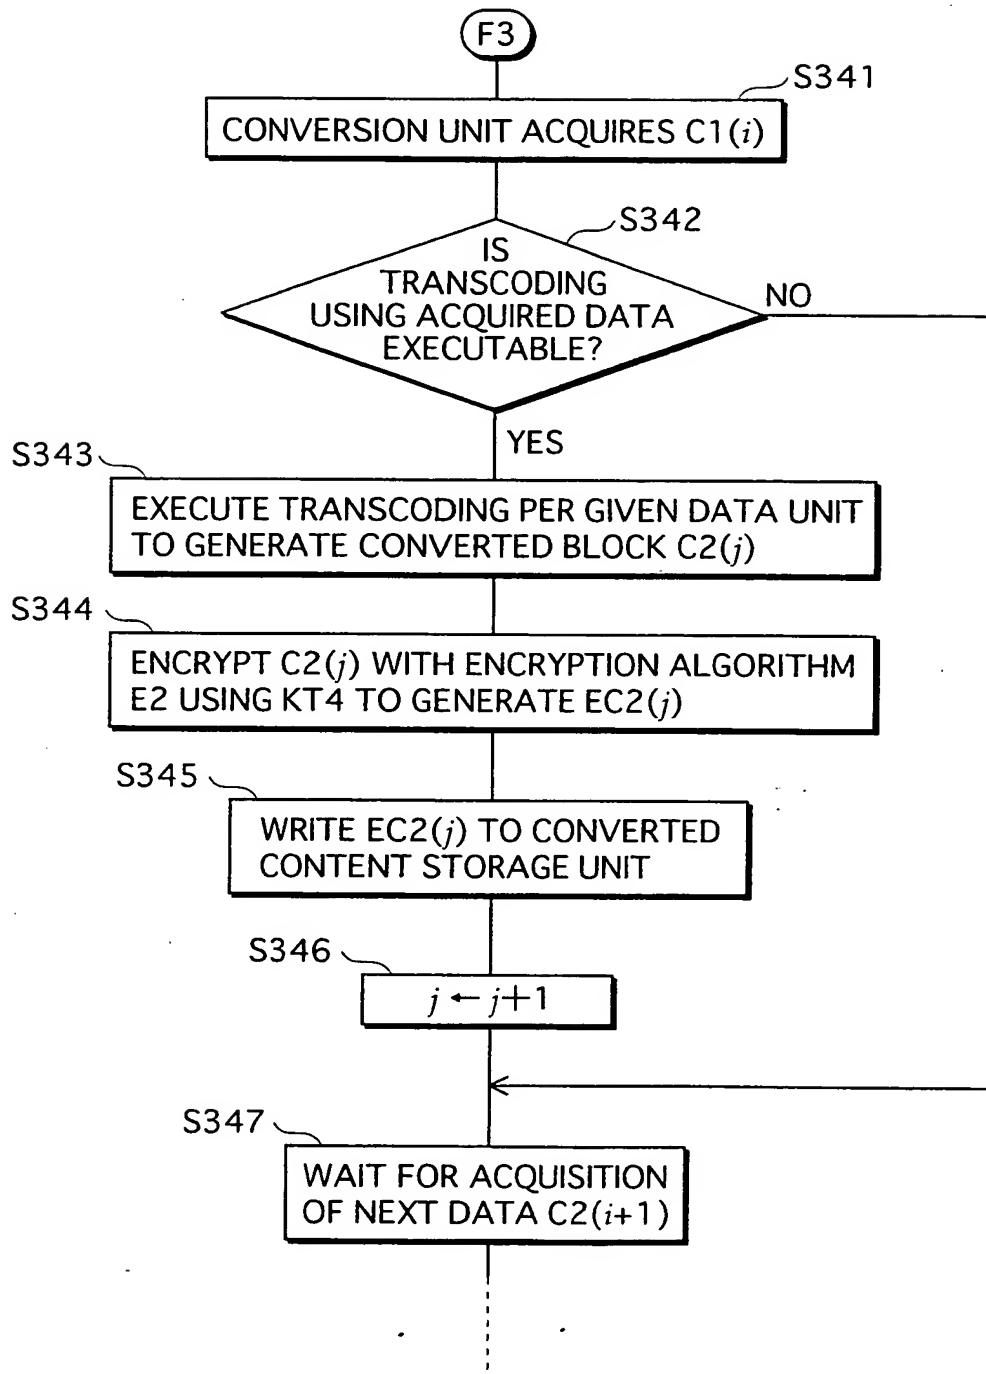 F3
S341
CONVERSION UNIT ACQUIRES C1(i)
S342
IS
TRANSCODING
USING ACQUIRED DATA
EXECUTABLE?
NO
YES
S343
EXECUTE TRANSCODING PER GIVEN DATA UNIT
TO GENERATE CONVERTED BLOCK C2(j)
S344
ENCRYPT C2(j) WITH ENCRYPTION ALGORITHM
E2 USING KT4 TO GENERATE EC2(j)
S345
WRITE EC2(j) TO CONVERTED
CONTENT STORAGE UNIT
S346
j ← j+1
S347
WAIT FOR ACQUISITION
OF NEXT DATA C2(i+1)